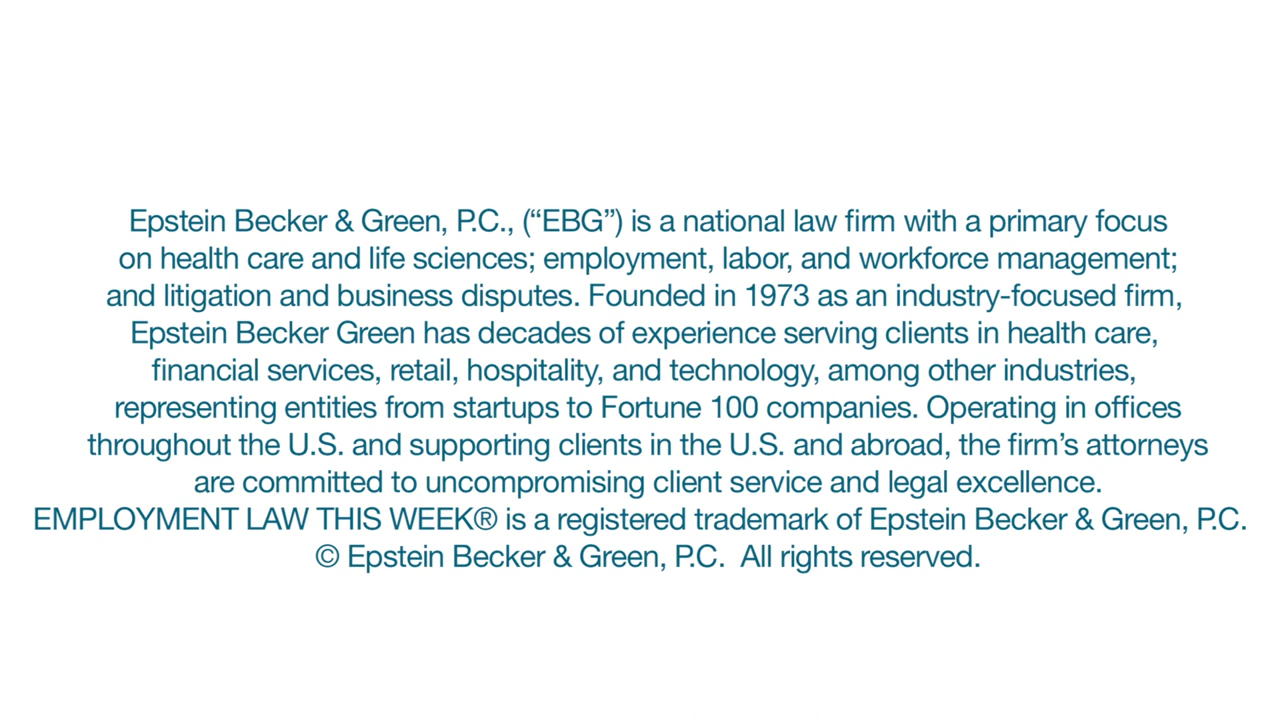 Epstein Becker & Green, P.C., (“EBG”) is a national law firm with a primary focus
on health care and life sciences; employment, labor, and workforce management;
and litigation and business disputes. Founded in 1973 as an industry-focused firm,
Epstein Becker Green has decades of experience serving clients in health care,
financial services, retail, hospitality, and technology, among other industries,
representing entities from startups to Fortune 100 companies. Operating in offices
throughout the U.S. and supporting clients in the U.S. and abroad, the firm’s attorneys
are committed to uncompromising client service and legal excellence.
EMPLOYMENT LAW THIS WEEK® is a registered trademark of Epstein Becker & Green, P.C.
© Epstein Becker & Green, P.C.  All rights reserved.